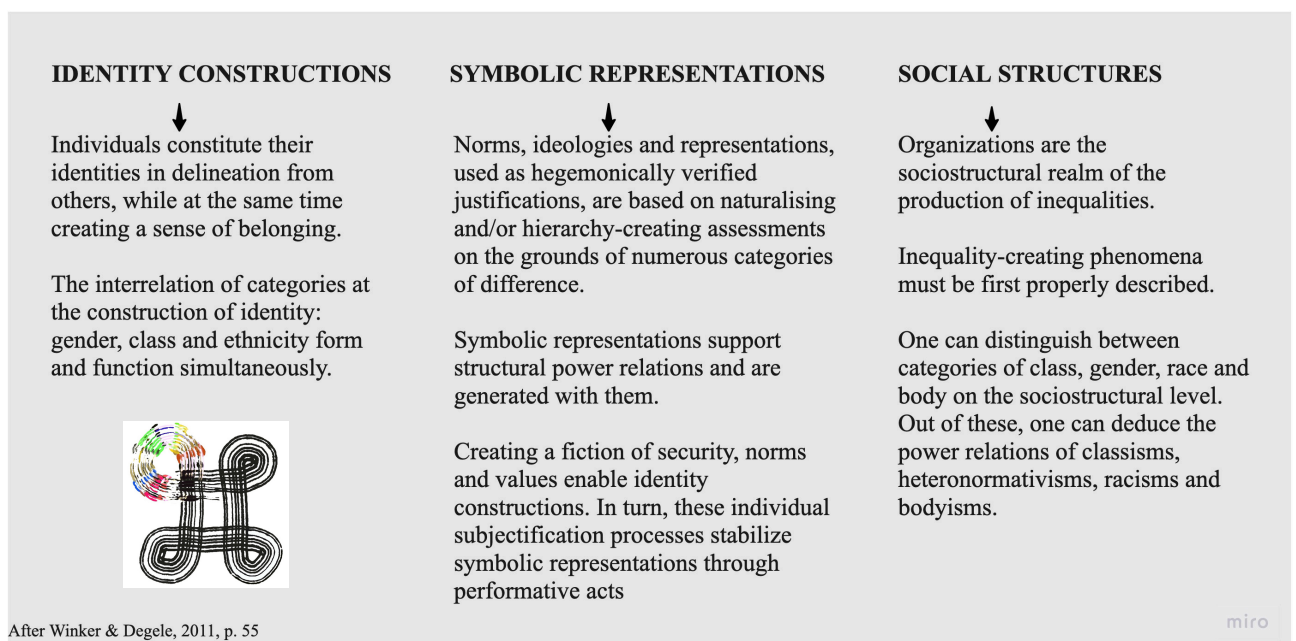 IDENTITY CONSTRUCTIONS
Individuals constitute their
identities in delineation from
others, while at the same time
creating a sense of belonging.
The interrelation of categories at
the construction of identity:
gender, class and ethnicity form
and function simultaneously.
SYMBOLIC REPRESENTATIONS
Norms, ideologies and representations,
used as hegemonically verified
justifications, are based on naturalising
and/or hierarchy-creating assessments
on the grounds of numerous categories
of difference.
Symbolic representations support
structural power relations and are
generated with them.
Creating a fiction of security, norms
and values enable identity
constructions. In turn, these individual
subjectification processes stabilize
symbolic representations through
performative acts
SOCIAL STRUCTURES
Organizations are the
sociostructural realm of the
production of inequalities.
Inequality-creating phenomena
must be first properly described.
One can distinguish between
categories of class, gender, race and
body on the sociostructural level.
Out of these, one can deduce the
power relations of classisms,
heteronormativisms, racisms and
bodyisms.
After Winker & Degele, 2011, p. 55
miro